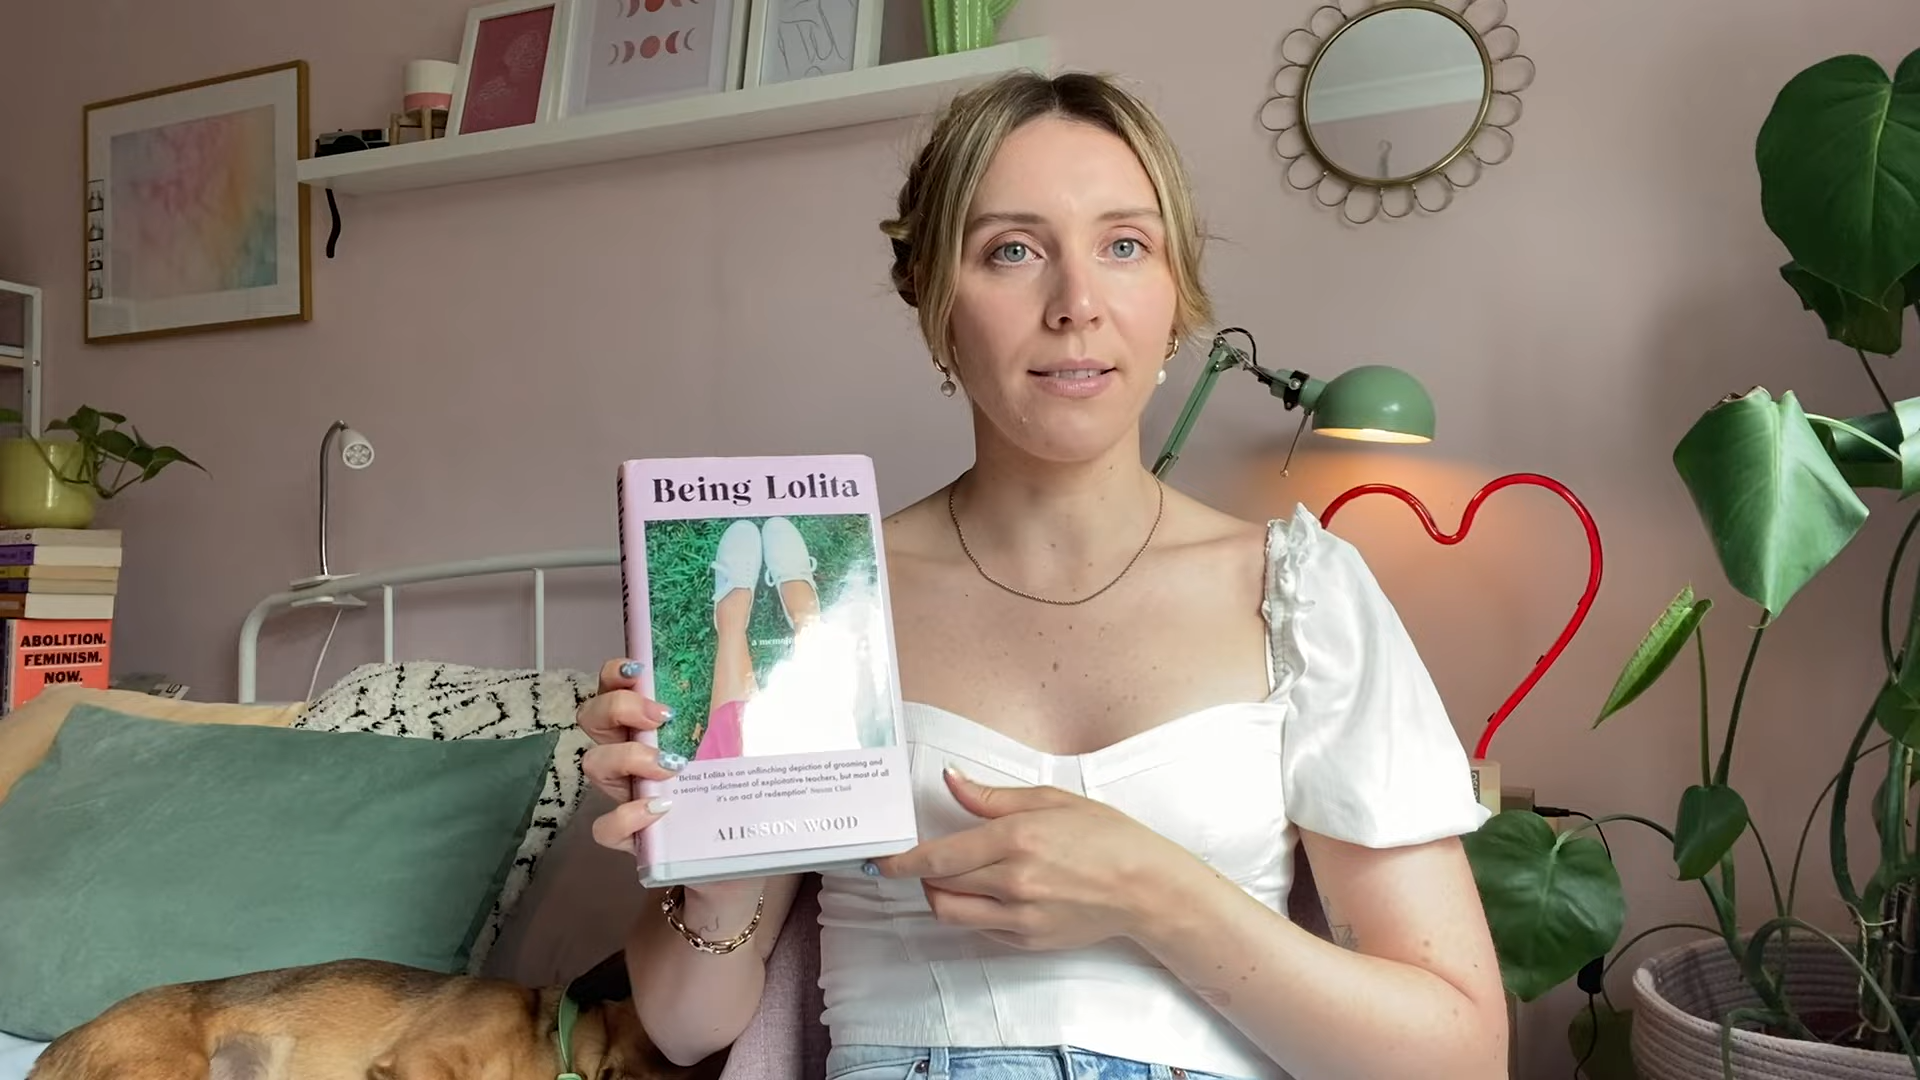 Being Lolita
a memoir
'Being Lolita is an unflinching depiction of grooming and
a searing indictment of exploitative teachers, but most of all
it's an act of redemption' Susan Choi
ALISSON WOOD
ABOLITION.
FEMINISM.
NOW.